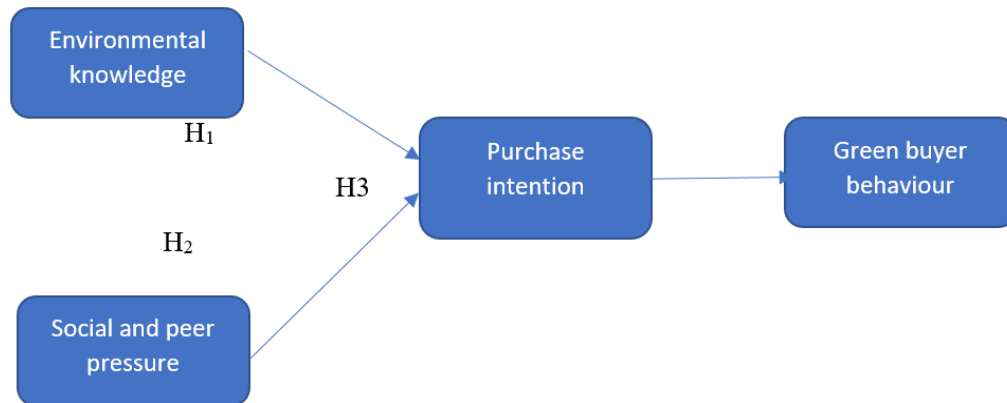 Environmental
knowledge
H₁
Purchase
intention
Green buyer
behaviour
H3
H₂
Social and peer
pressure